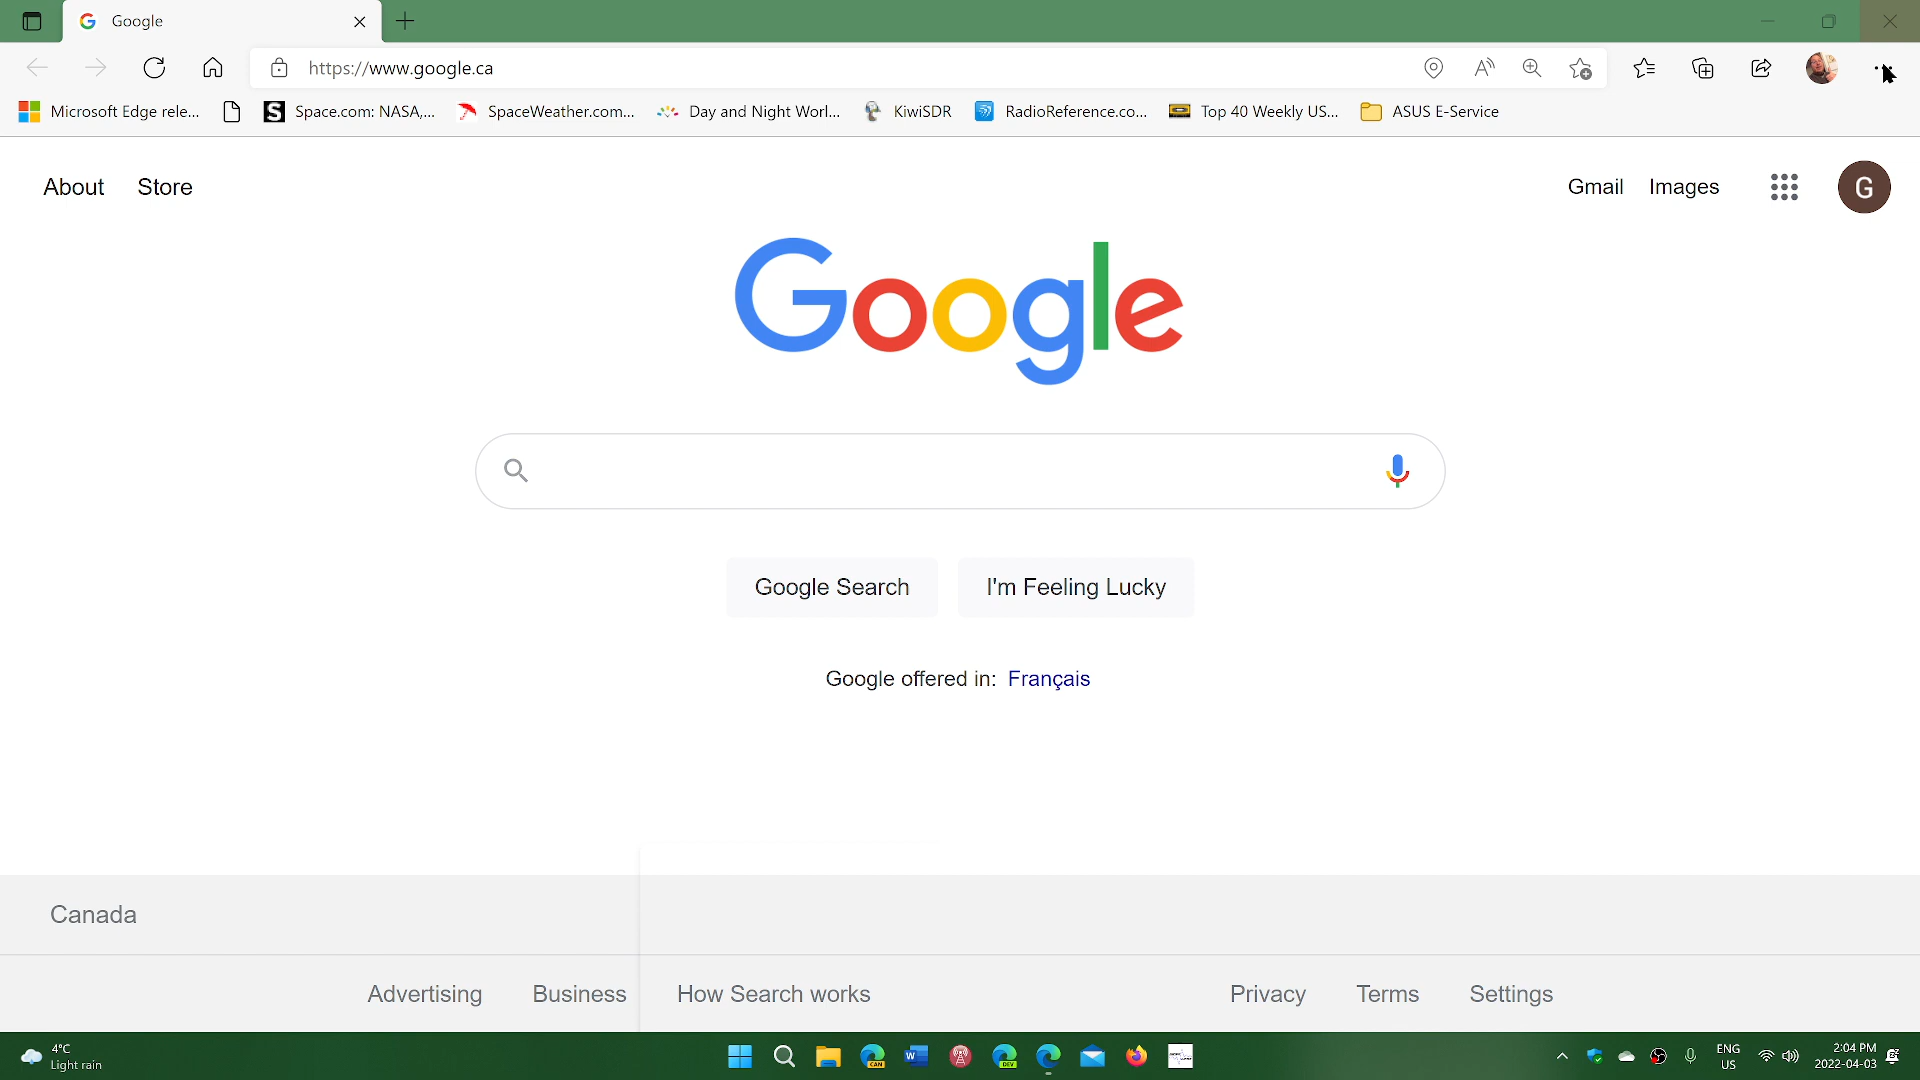 Google
https://www.google.ca
Microsoft Edge rele...
Space.com: NASA,...
SpaceWeather.com...
Day and Night Worl...
KiwiSDR
RadioReference.co...
Top 40 Weekly US...
ASUS E-Service
About Store
Gmail Images
G
Google
Google Search
I'm Feeling Lucky
Google offered in: Français
Canada
Advertising Business How Search works
Privacy Terms Settings
4°C
Light rain
CAN
DEV
ENG
US
2:04 PM
2022-04-03